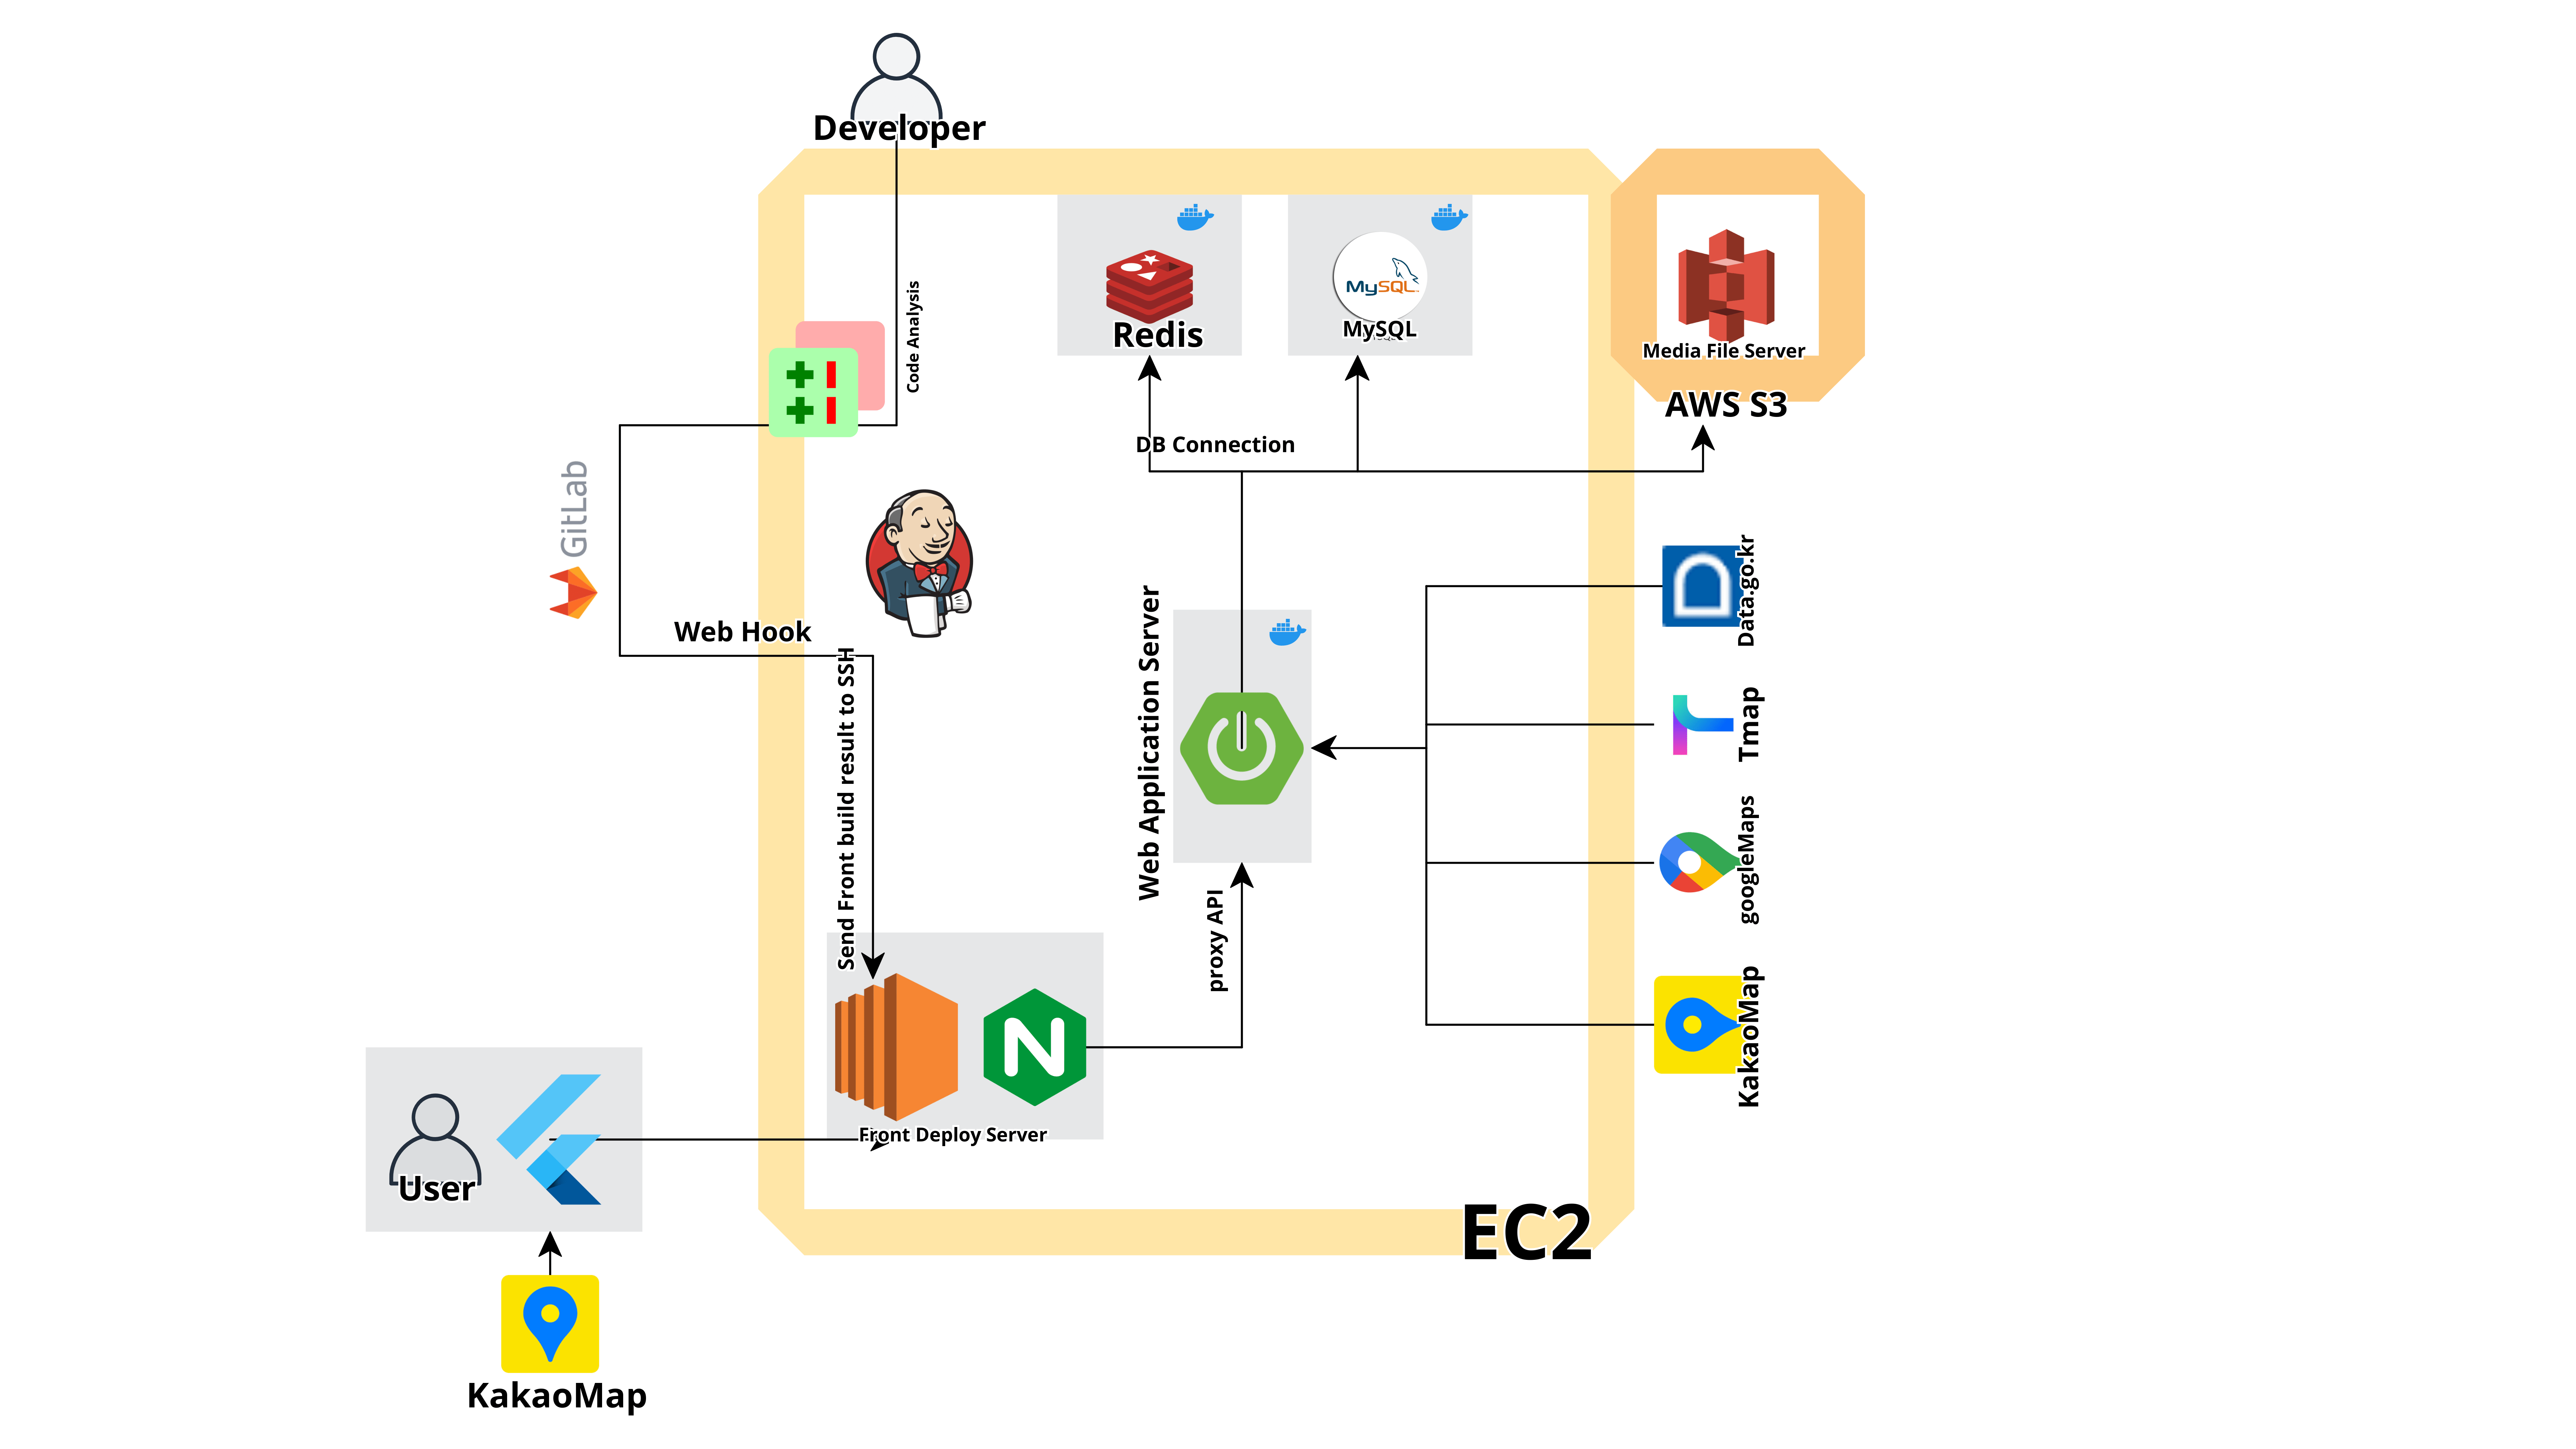 Developer
Code Analysis
Redis
MySQL
MySQL
Media File Server
AWS S3
DB Connection
GitLab
Web Hook
Send Front build result to SSH
Web Application Server
Data.go.kr
Tmap
googleMaps
KakaoMap
proxy API
Front Deploy Server
User
EC2
KakaoMap